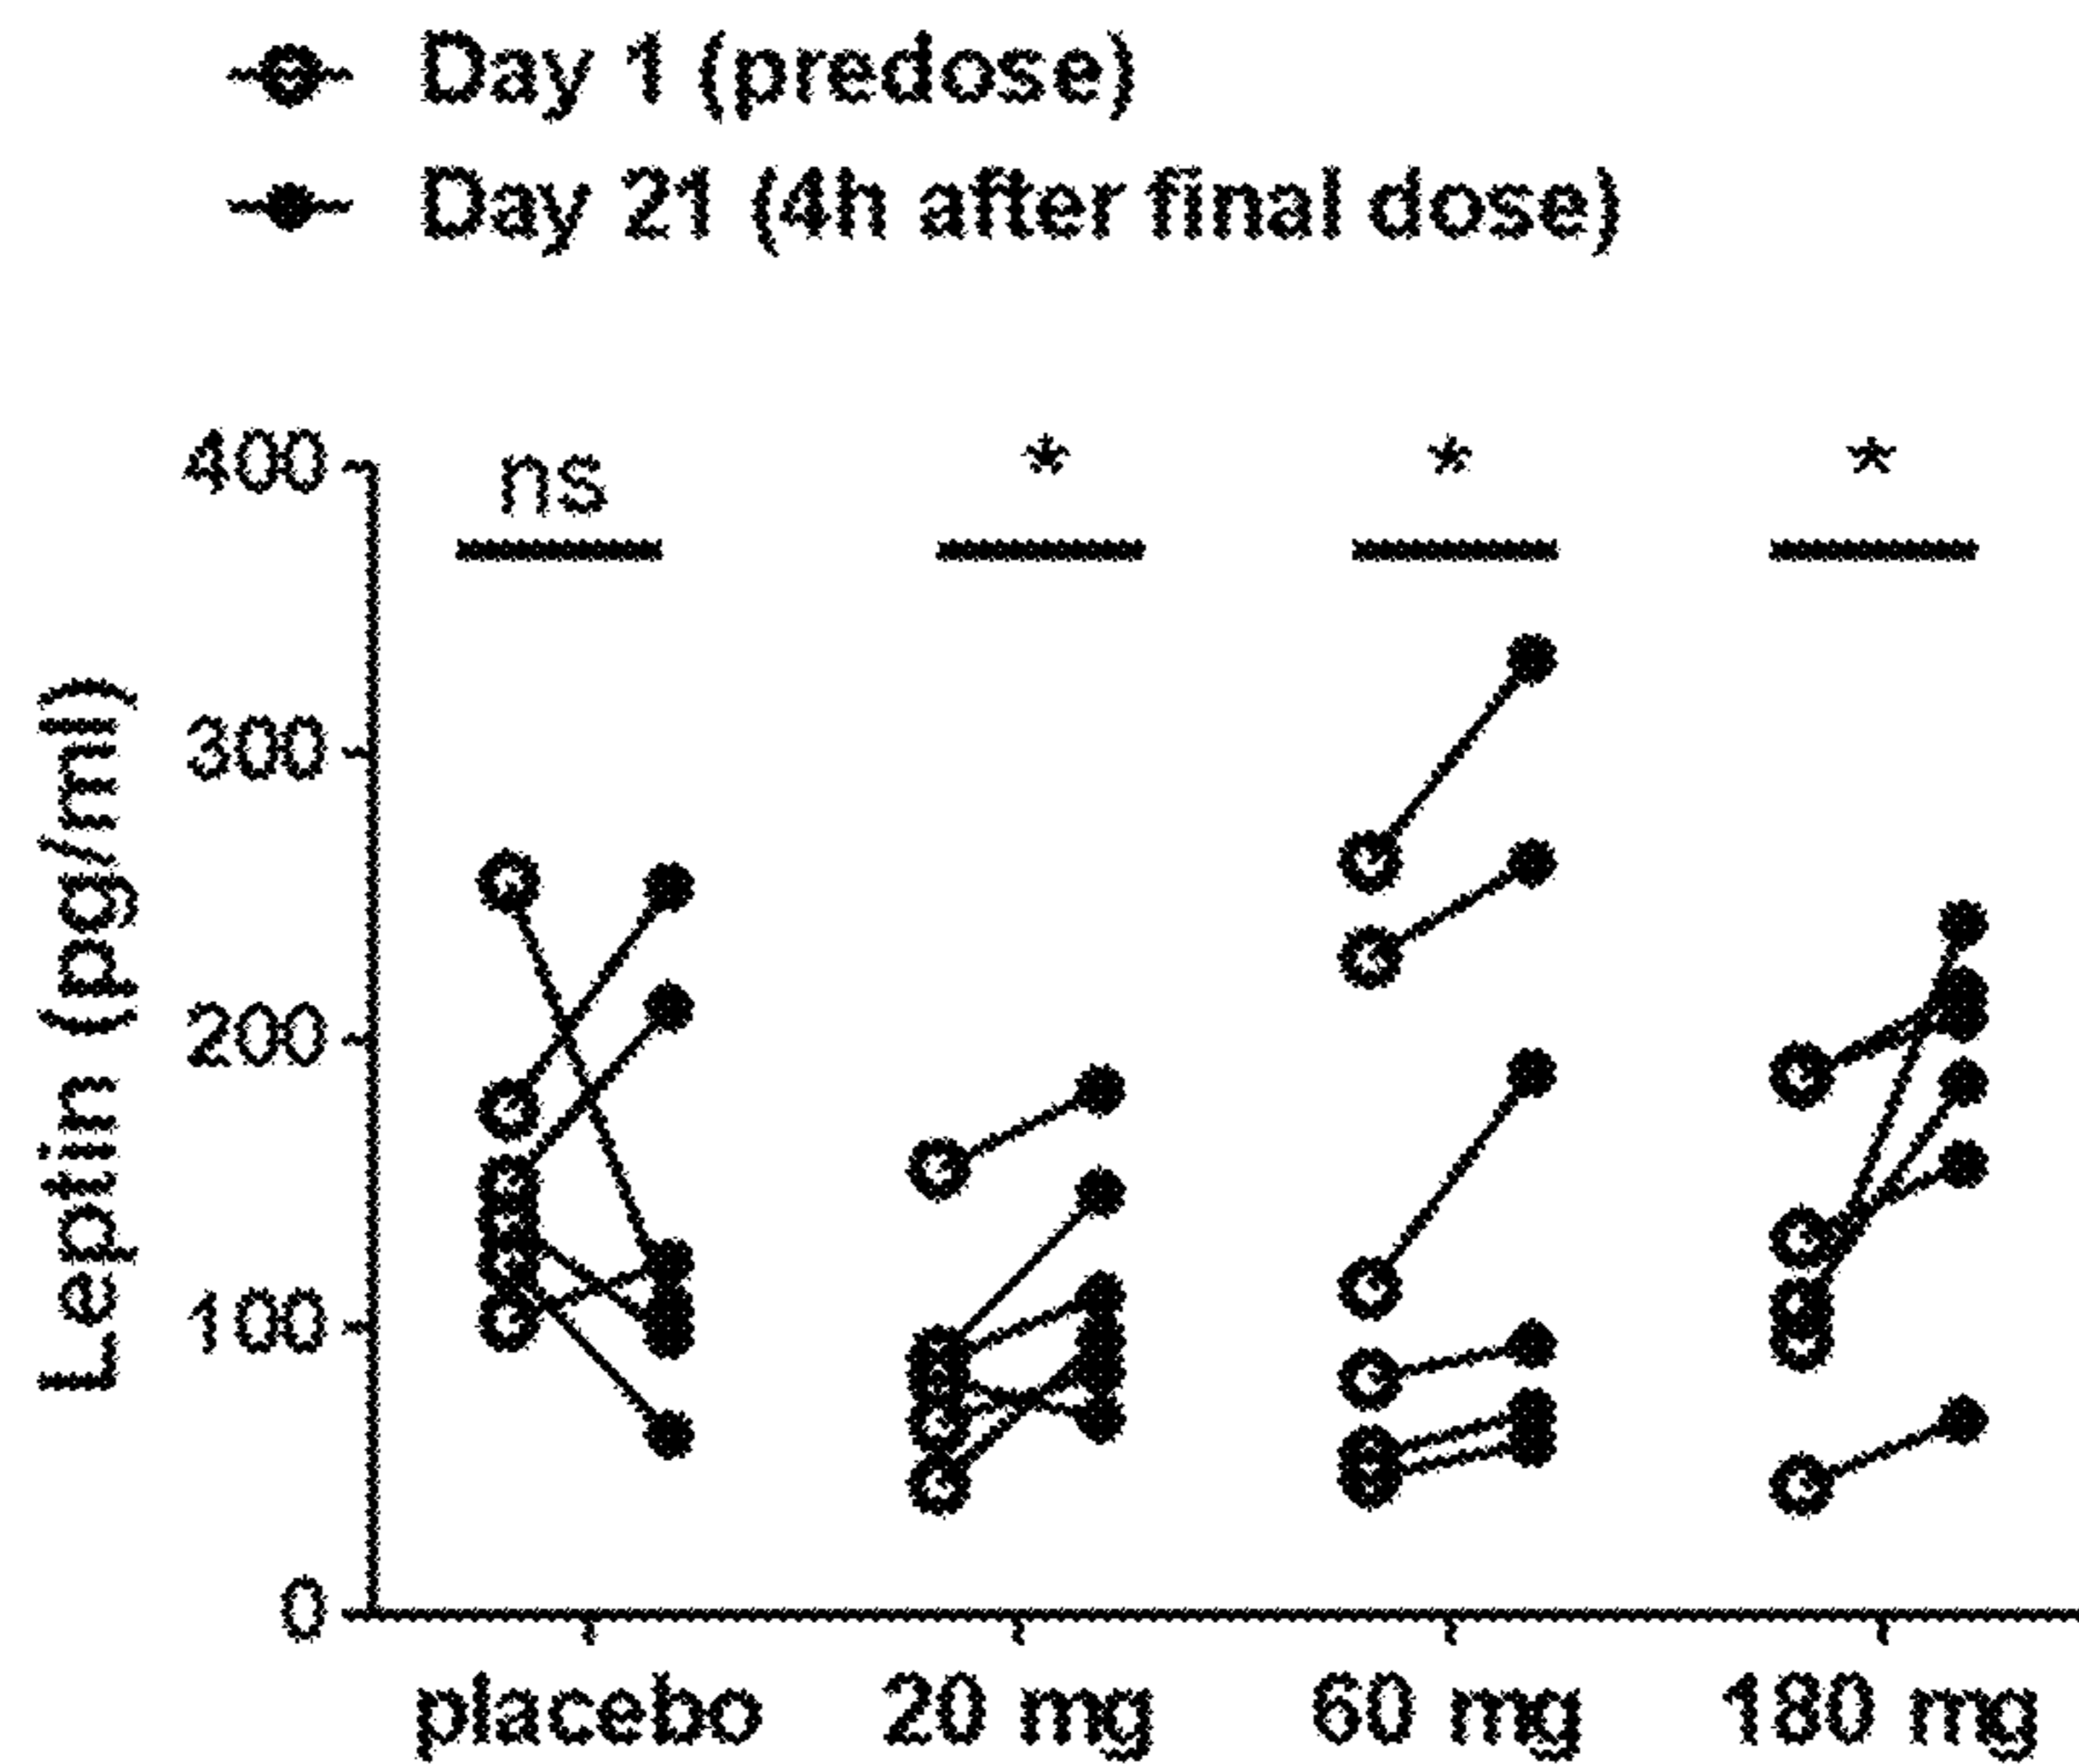 Day 1 (predose)
Day 21 (4h after final dose)
400
ns
*
*
*
300
200
100
0
Leptin (pg/ml)
placebo
20 mg
60 mg
180 mg